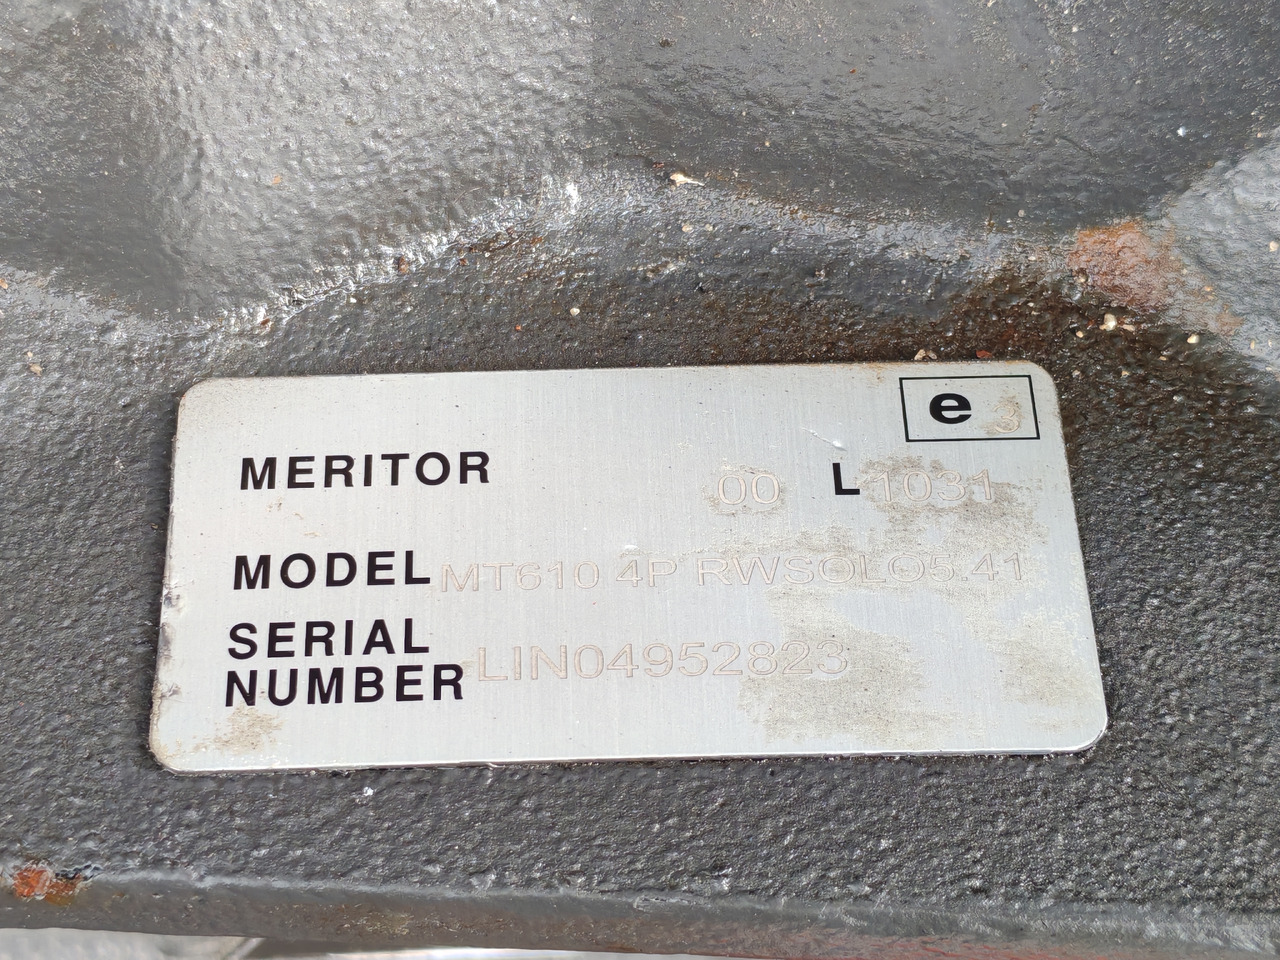 e 3
MERITOR 00 L 1031
MODEL MT610 4P RWSOLO5.41
SERIAL
NUMBER LIN04952823